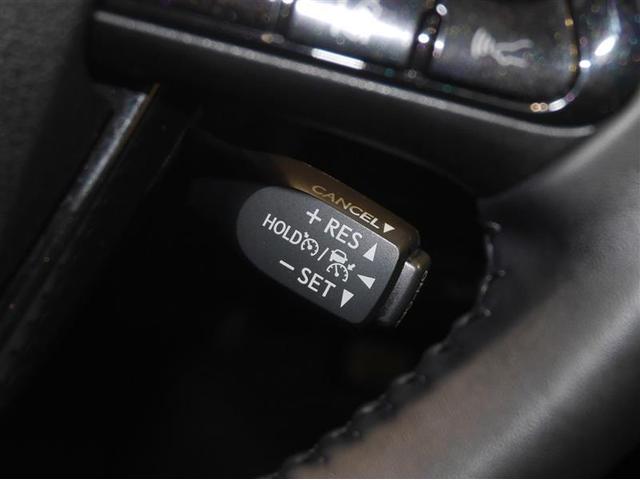 CANCEL▼
+ RES ▲
HOLD / ◀
− SET ▼